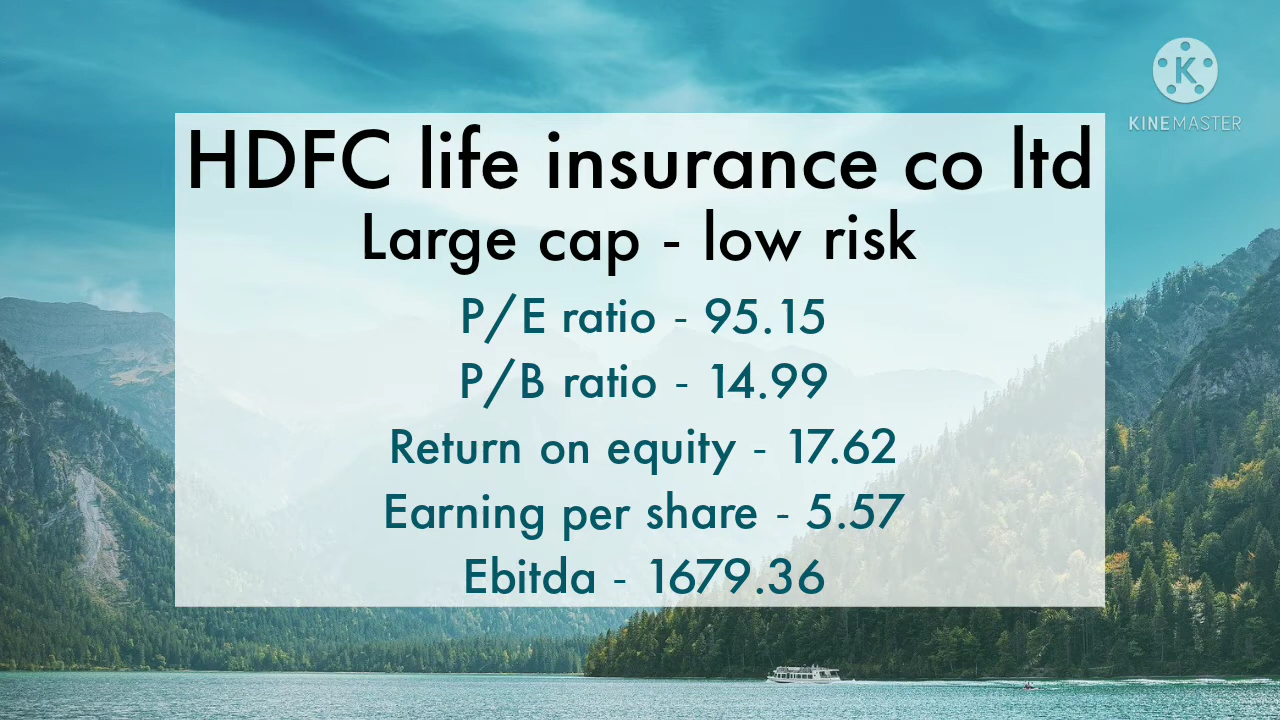 K
KINEMASTER
HDFC life insurance co ltd
Large cap - low risk
P/E ratio - 95.15
P/B ratio - 14.99
Return on equity - 17.62
Earning per share - 5.57
Ebitda - 1679.36